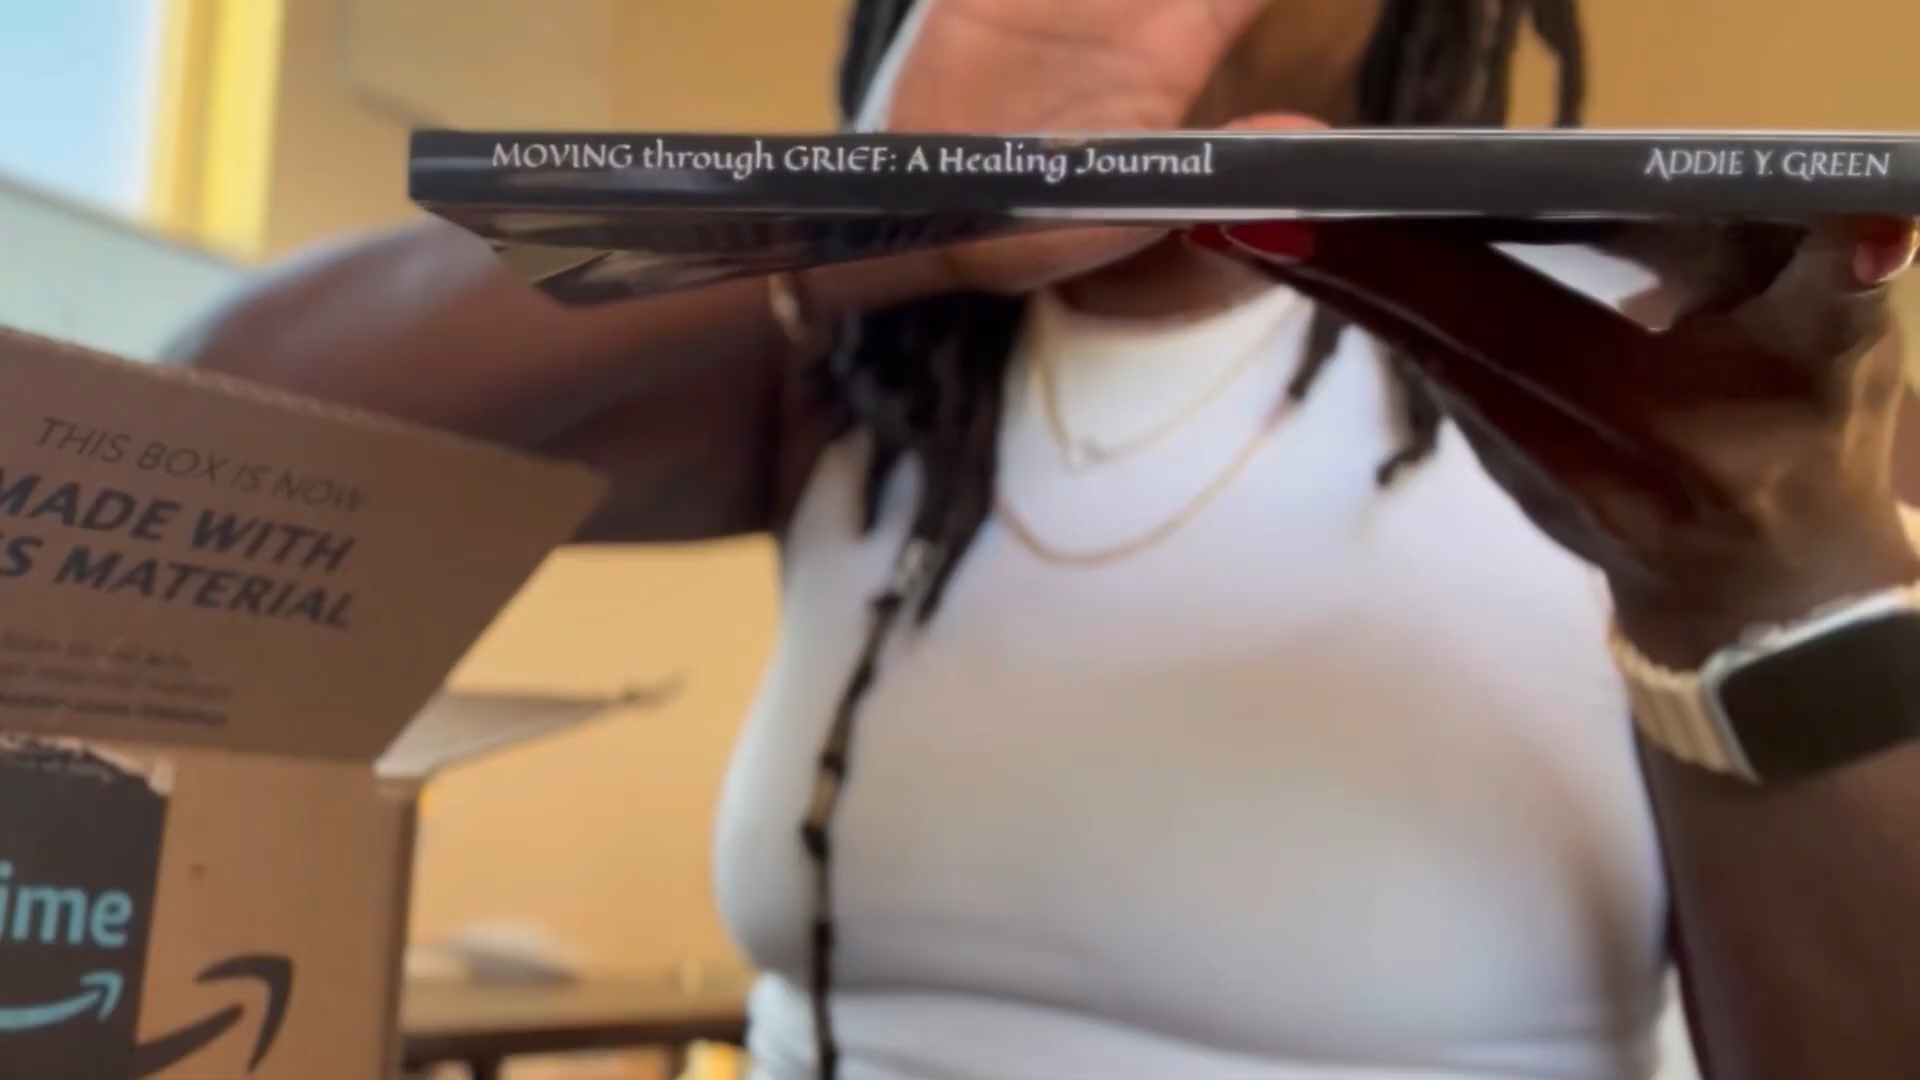 MOVING through GRIEF: A Healing Journal
ADDIE Y. GREEN
THIS BOX IS NOW
MADE WITH
S MATERIAL
ime